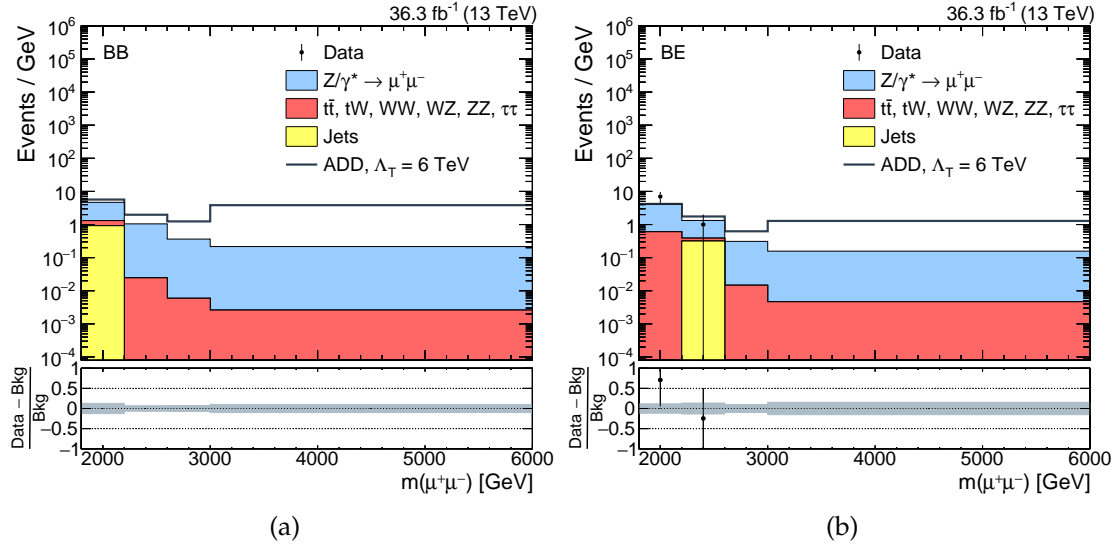 36.3 fb⁻¹ (13 TeV)
BB
Data
Z/γ* → μ⁺μ⁻
tt̄, tW, WW, WZ, ZZ, ττ
Jets
ADD, Λ_T = 6 TeV
Events / GeV
10⁶
10⁵
10⁴
10³
10²
10
1
10⁻¹
10⁻²
10⁻³
10⁻⁴
Data − Bkg
Bkg
1
0.5
0
−0.5
−1
2000 3000 4000 5000 6000
m(μ⁺μ⁻) [GeV]
(a)
36.3 fb⁻¹ (13 TeV)
BE
Data
Z/γ* → μ⁺μ⁻
tt̄, tW, WW, WZ, ZZ, ττ
Jets
ADD, Λ_T = 6 TeV
Events / GeV
10⁶
10⁵
10⁴
10³
10²
10
1
10⁻¹
10⁻²
10⁻³
10⁻⁴
Data − Bkg
Bkg
1
0.5
0
−0.5
−1
2000 3000 4000 5000 6000
m(μ⁺μ⁻) [GeV]
(b)